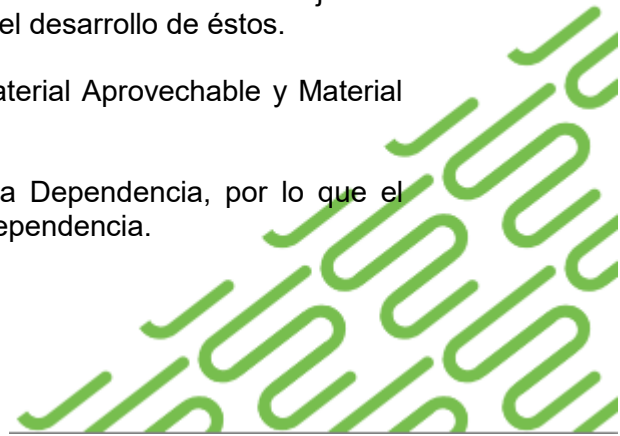 el desarrollo de éstos.
aterial Aprovechable y Material
a Dependencia, por lo que el
ependencia.